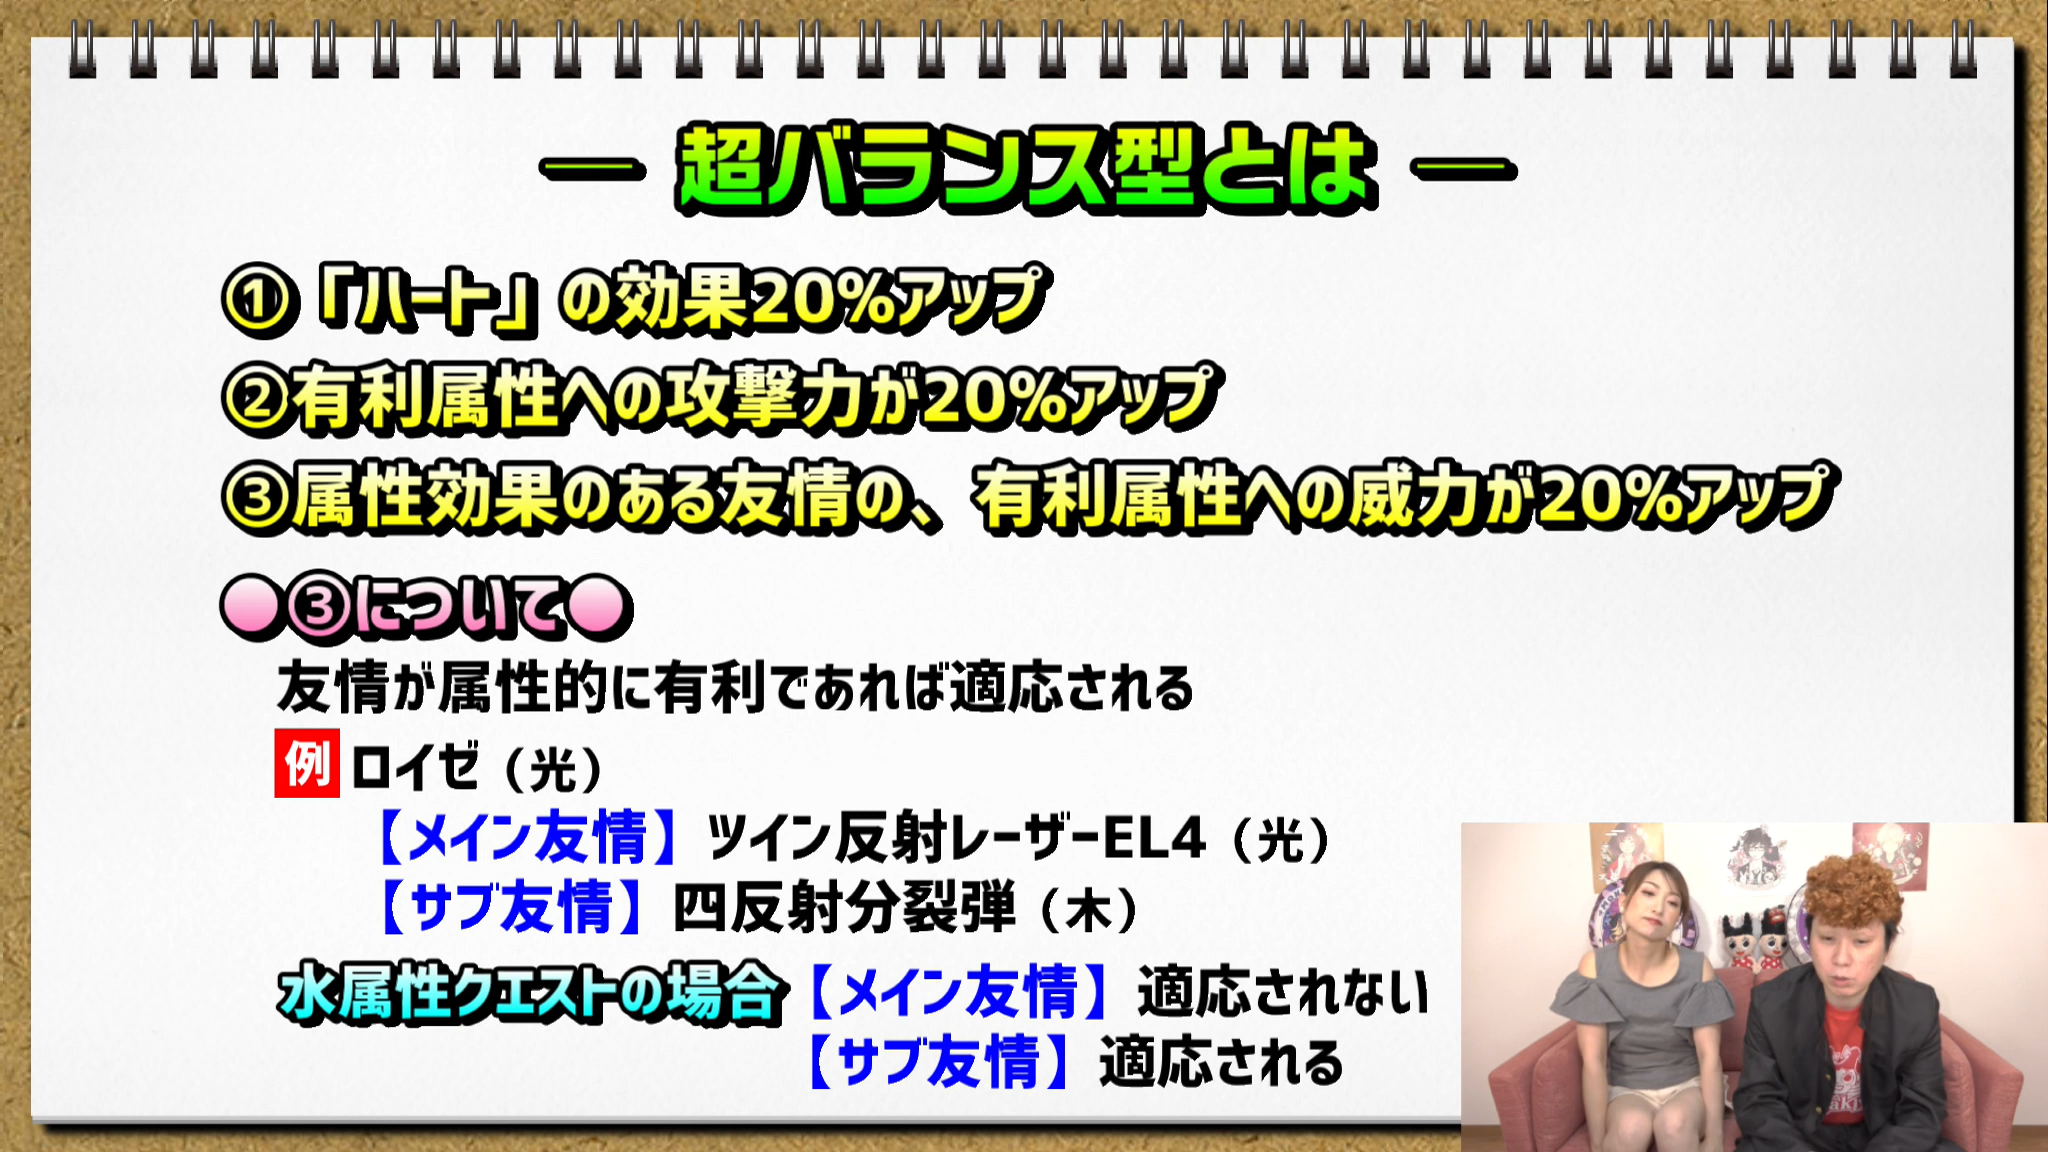 — 超バランス型とは —
①「ハート」の効果20%アップ
②有利属性への攻撃力が20%アップ
③属性効果のある友情の、有利属性への威力が20%アップ
●③について●
友情が属性的に有利であれば適応される
例 ロイゼ（光）
【メイン友情】ツイン反射レーザーEL4（光）
【サブ友情】四反射分裂弾（木）
水属性クエストの場合【メイン友情】適応されない
【サブ友情】適応される